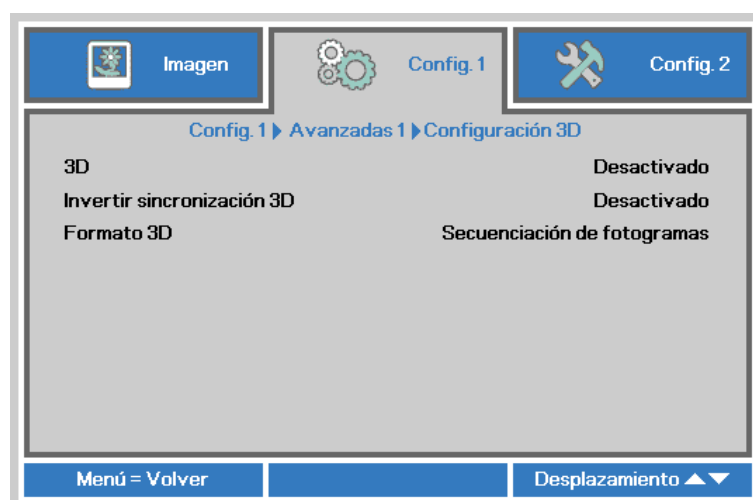 Imagen
Config. 1
Config. 2
Config. 1 ▶ Avanzadas 1 ▶ Configuración 3D
3D Desactivado
Invertir sincronización 3D Desactivado
Formato 3D Secuenciación de fotogramas
Menú = Volver
Desplazamiento ▲▼